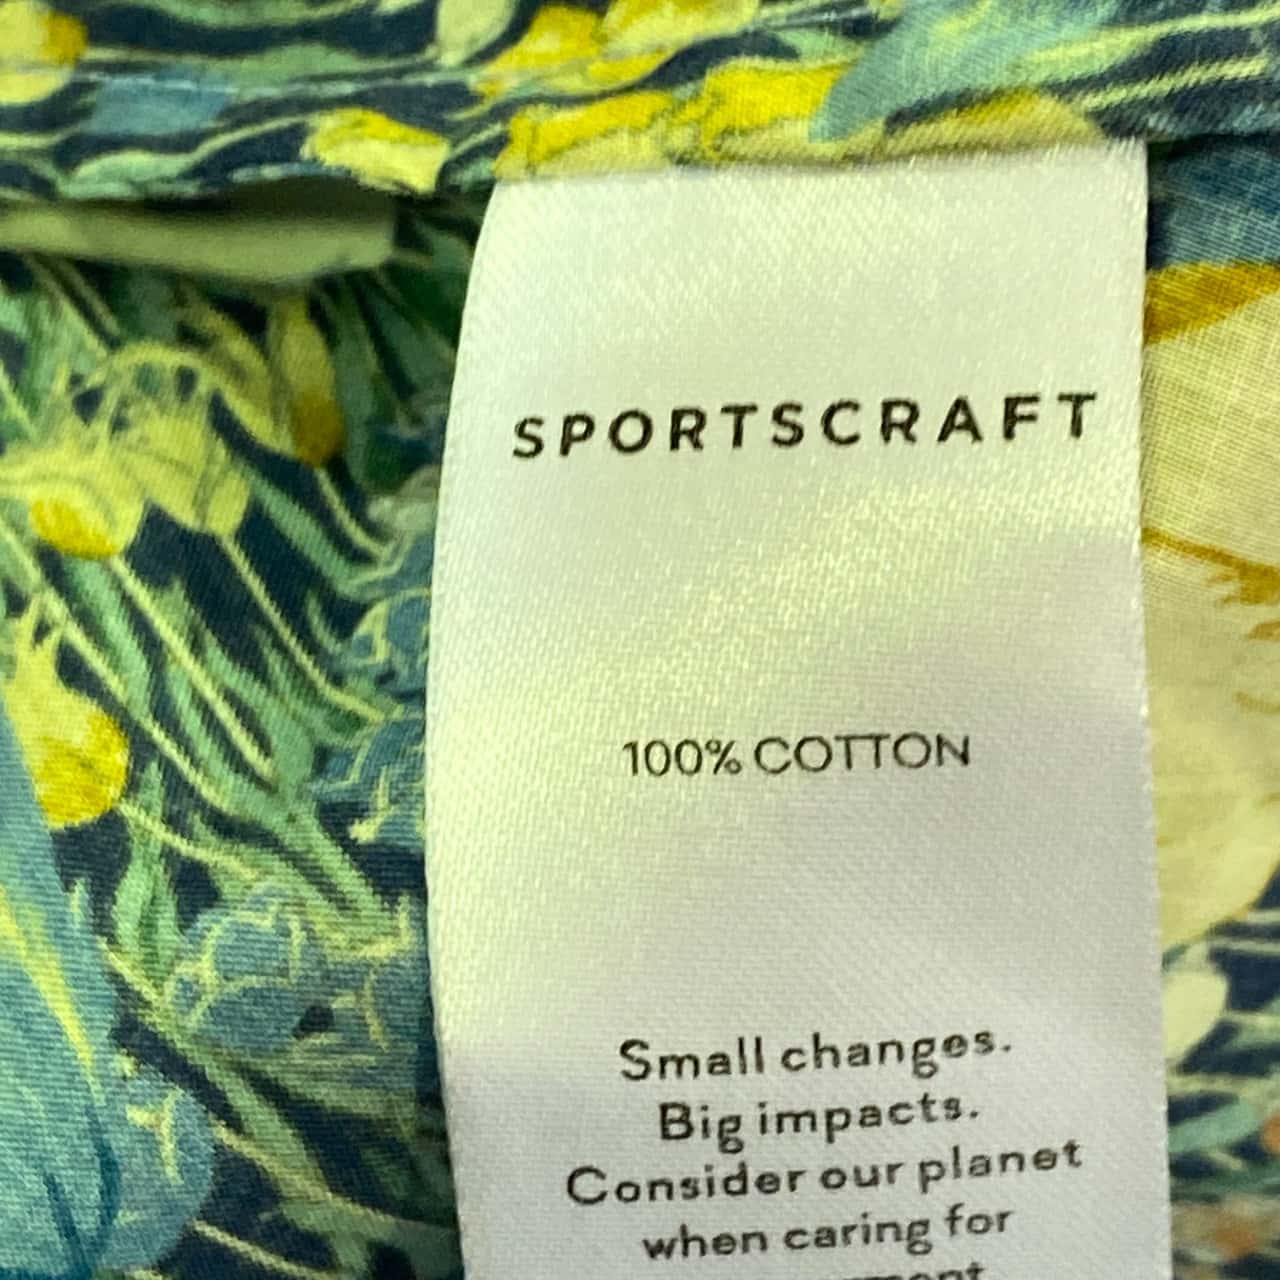 SPORTSCRAFT
100% COTTON
Small changes.
Big impacts.
Consider our planet
when caring for